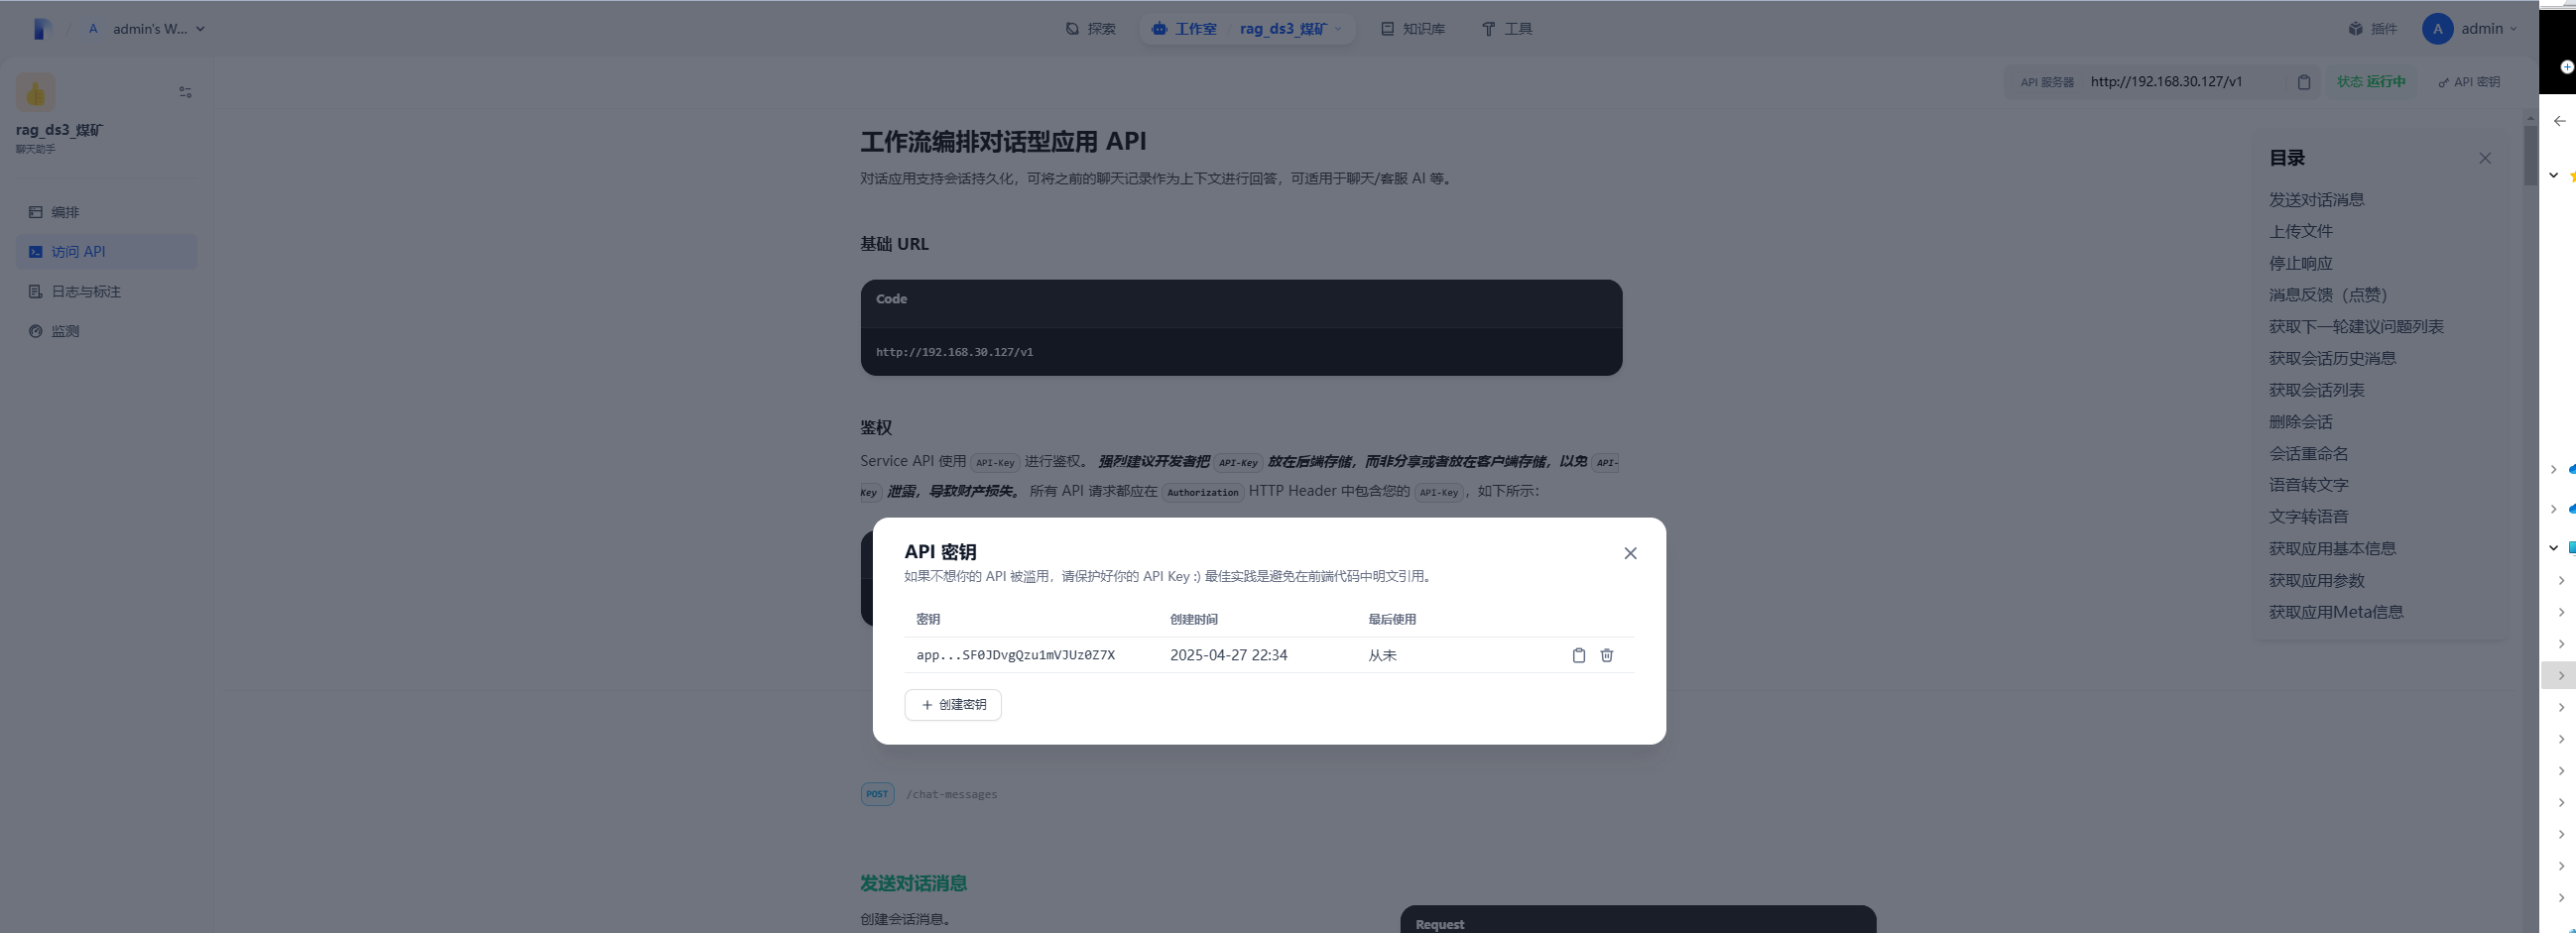 A admin's W...
探索
工作室 / rag_ds3_煤矿
知识库
工具
插件
A admin
API 服务器 http://192.168.30.127/v1
状态 运行中
API 密钥
rag_ds3_煤矿
聊天助手
编排
访问 API
日志与标注
监测
工作流编排对话型应用 API
对话应用支持会话持久化，可将之前的聊天记录作为上下文进行回答，可适用于聊天/客服 AI 等。
基础 URL
Code
http://192.168.30.127/v1
鉴权
Service API 使用 API-Key 进行鉴权。 强烈建议开发者把 API-Key 放在后端存储，而非分享或者放在客户端存储，以免 API-
Key 泄露，导致财产损失。 所有 API 请求都应在 Authorization HTTP Header 中包含您的 API-Key，如下所示：
API 密钥
如果不想你的 API 被滥用，请保护好你的 API Key :) 最佳实践是避免在前端代码中明文引用。
密钥 创建时间 最后使用
app...SF0JDvgQzu1mVJUz0Z7X 2025-04-27 22:34 从未
创建密钥
POST /chat-messages
发送对话消息
创建会话消息。
Request
目录
发送对话消息
上传文件
停止响应
消息反馈（点赞）
获取下一轮建议问题列表
获取会话历史消息
获取会话列表
删除会话
会话重命名
语音转文字
文字转语音
获取应用基本信息
获取应用参数
获取应用Meta信息